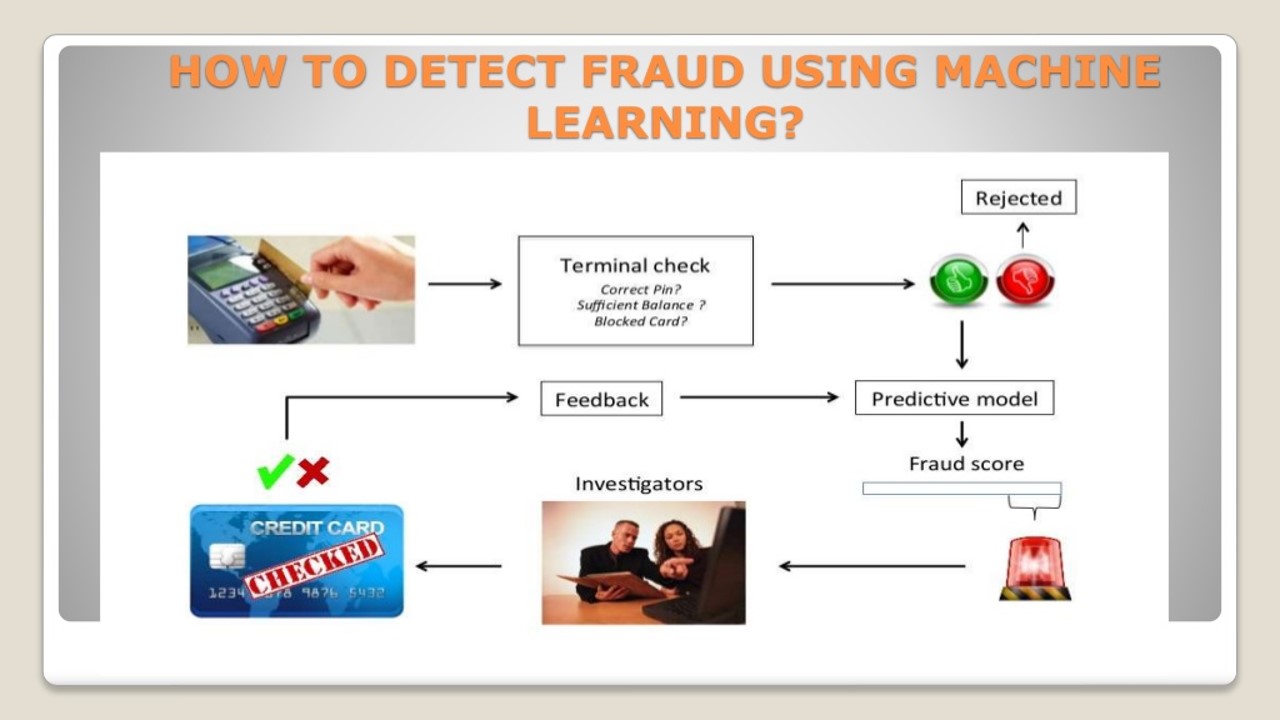 HOW TO DETECT FRAUD USING MACHINE
LEARNING?
Rejected
Terminal check
Correct Pin?
Sufficient Balance ?
Blocked Card?
Feedback
Predictive model
Fraud score
Investigators
CREDIT CARD
CHECKED
1234 9876 5432